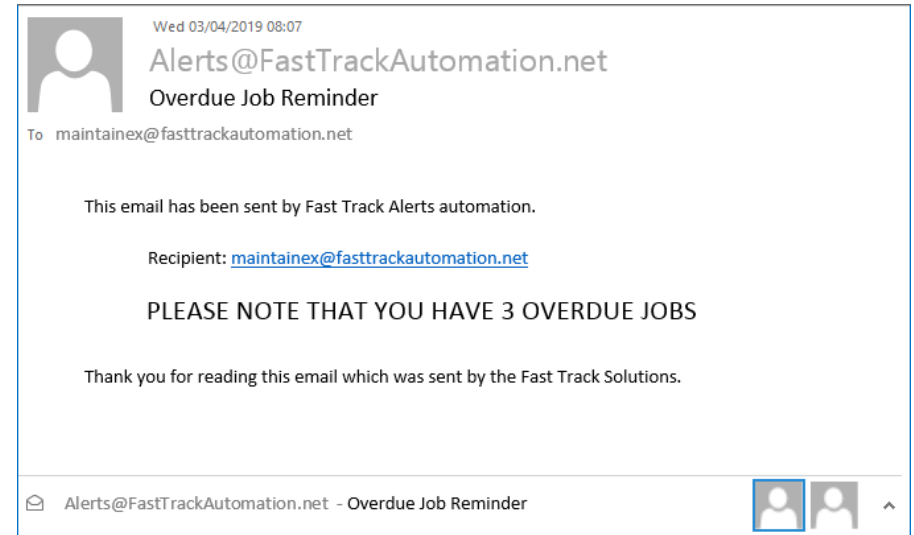 Wed 03/04/2019 08:07
Alerts@FastTrackAutomation.net
Overdue Job Reminder
To maintainex@fasttrackautomation.net
This email has been sent by Fast Track Alerts automation.
Recipient: maintainex@fasttrackautomation.net
PLEASE NOTE THAT YOU HAVE 3 OVERDUE JOBS
Thank you for reading this email which was sent by the Fast Track Solutions.
Alerts@FastTrackAutomation.net - Overdue Job Reminder